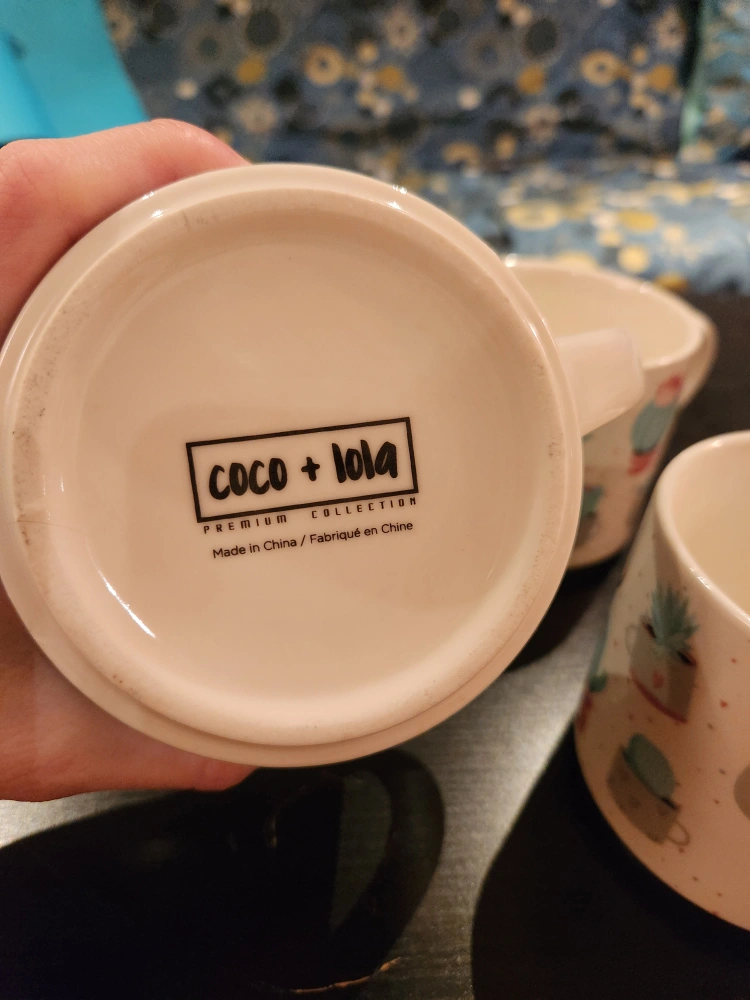 coco + lola
PREMIUM COLLECTION
Made in China / Fabriqué en Chine